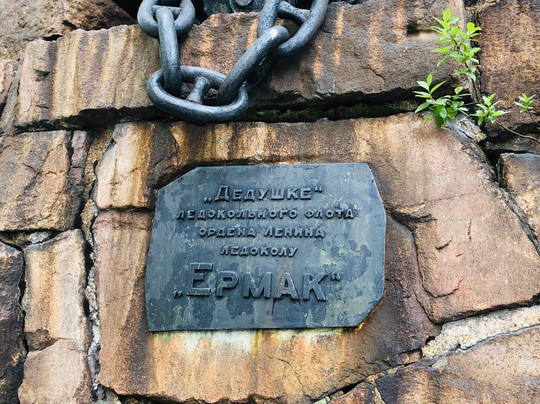 „Дедушке“
ледокольного флота
ордена Ленина
ледоколу
„Ермак“